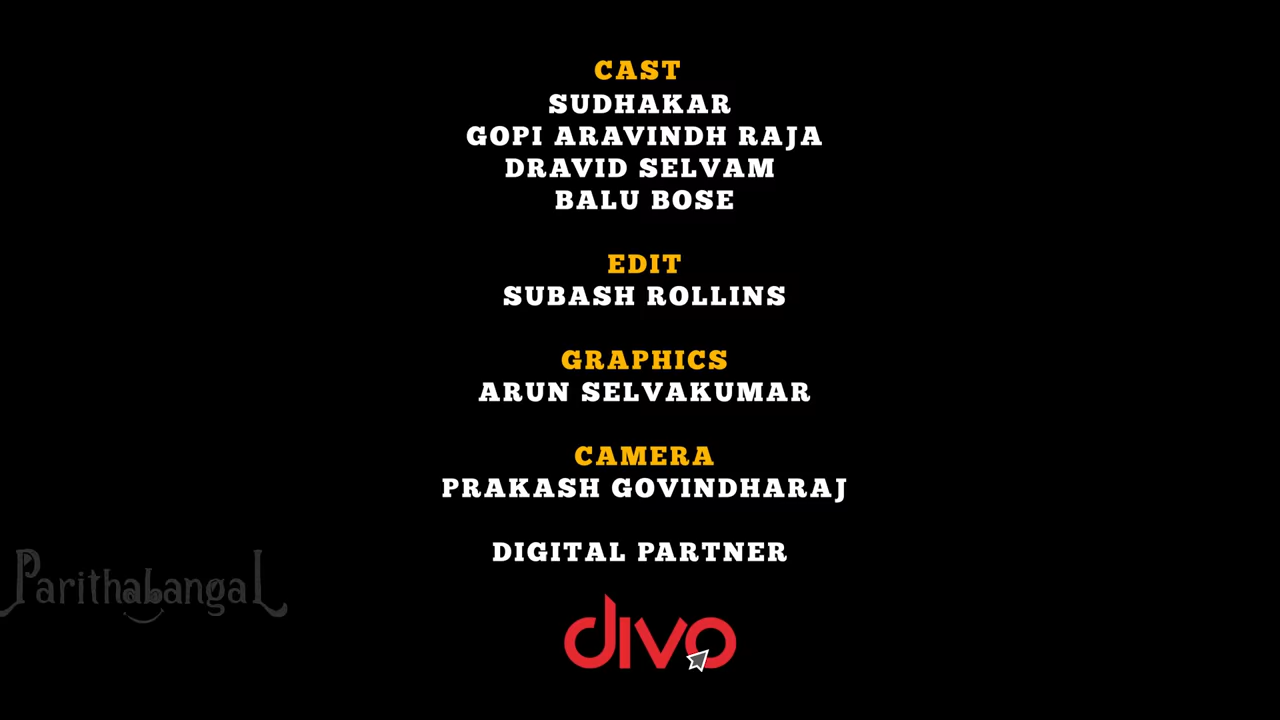 CAST
SUDHAKAR
GOPI ARAVINDH RAJA
DRAVID SELVAM
BALU BOSE
EDIT
SUBASH ROLLINS
GRAPHICS
ARUN SELVAKUMAR
CAMERA
PRAKASH GOVINDHARAJ
DIGITAL PARTNER
ParithabangaL
divo